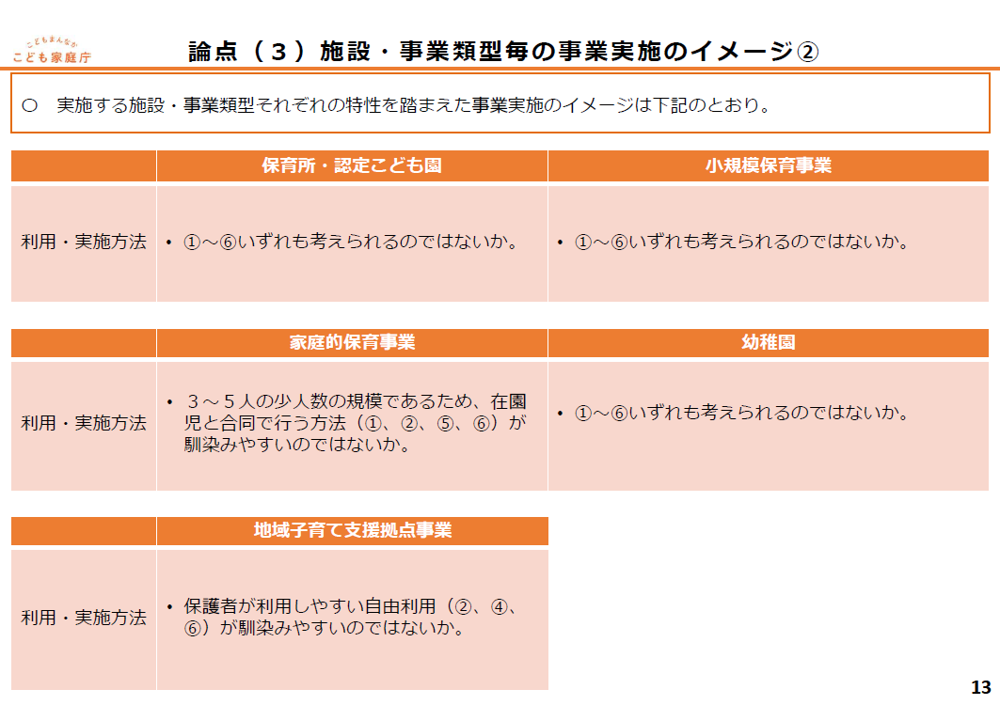 こどもまんなか
こども家庭庁
論点（３）施設・事業類型毎の事業実施のイメージ②
○　実施する施設・事業類型それぞれの特性を踏まえた事業実施のイメージは下記のとおり。
保育所・認定こども園
小規模保育事業
利用・実施方法
• ①～⑥いずれも考えられるのではないか。
• ①～⑥いずれも考えられるのではないか。
家庭的保育事業
幼稚園
利用・実施方法
• ３～５人の少人数の規模であるため、在園
児と合同で行う方法（①、②、⑤、⑥）が
馴染みやすいのではないか。
• ①～⑥いずれも考えられるのではないか。
地域子育て支援拠点事業
利用・実施方法
• 保護者が利用しやすい自由利用（②、④、
⑥）が馴染みやすいのではないか。
13